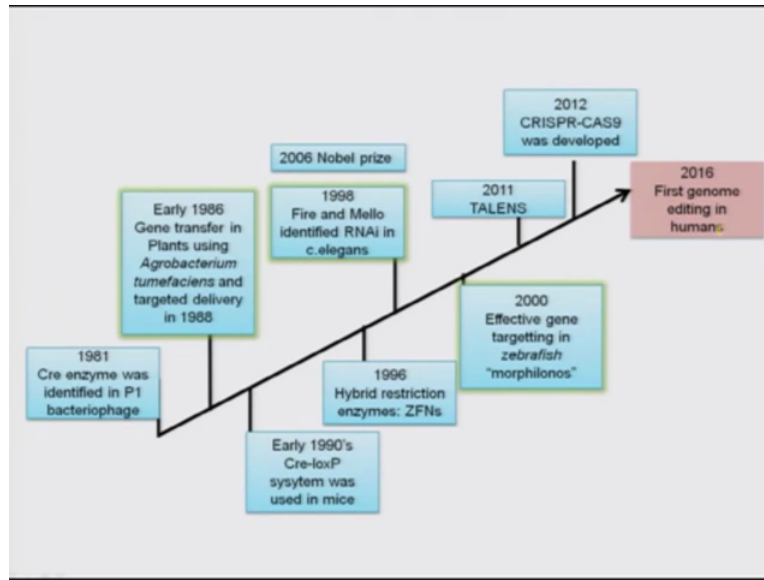 1981
Cre enzyme was
identified in P1
bacteriophage
Early 1986
Gene transfer in
Plants using
Agrobacterium
tumefaciens and
targeted delivery
in 1988
Early 1990's
Cre-loxP
sysytem was
used in mice
1996
Hybrid restriction
enzymes: ZFNs
2006 Nobel prize
1998
Fire and Mello
identified RNAi in
c.elegans
2000
Effective gene
targetting in
zebrafish
"morphilonos"
2011
TALENS
2012
CRISPR-CAS9
was developed
2016
First genome
editing in
humans